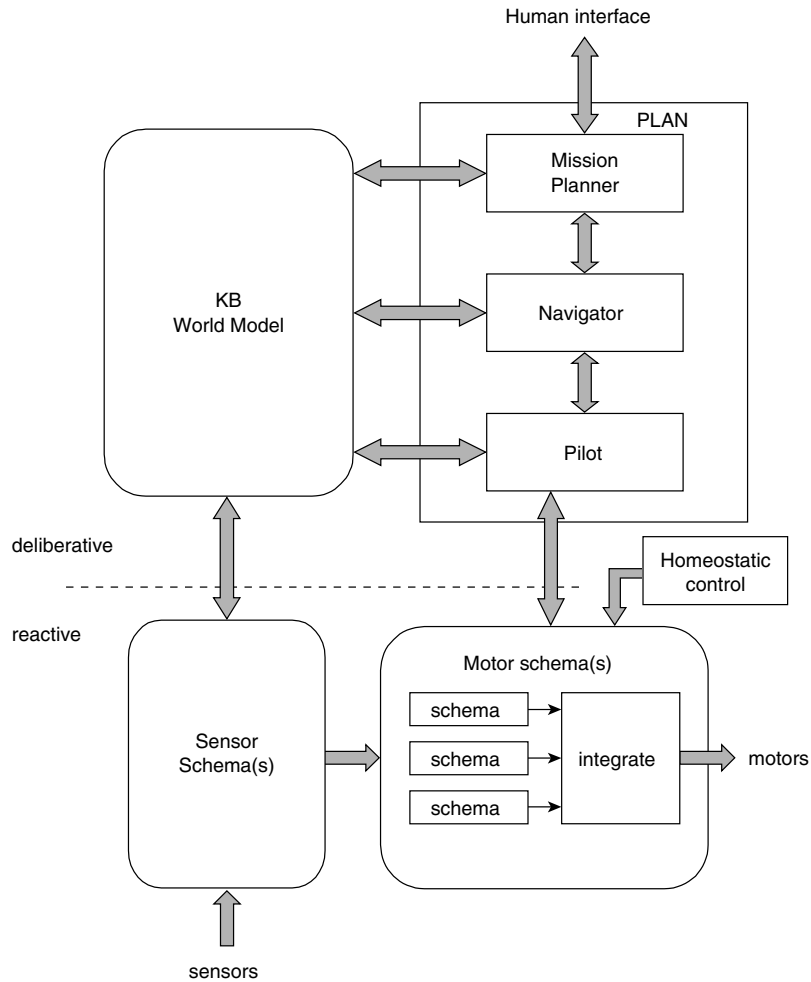 Human interface
PLAN
Mission
Planner
KB
World Model
Navigator
Pilot
deliberative
Homeostatic
control
reactive
Motor schema(s)
schema
Sensor
Schema(s)
schema
integrate
motors
schema
sensors